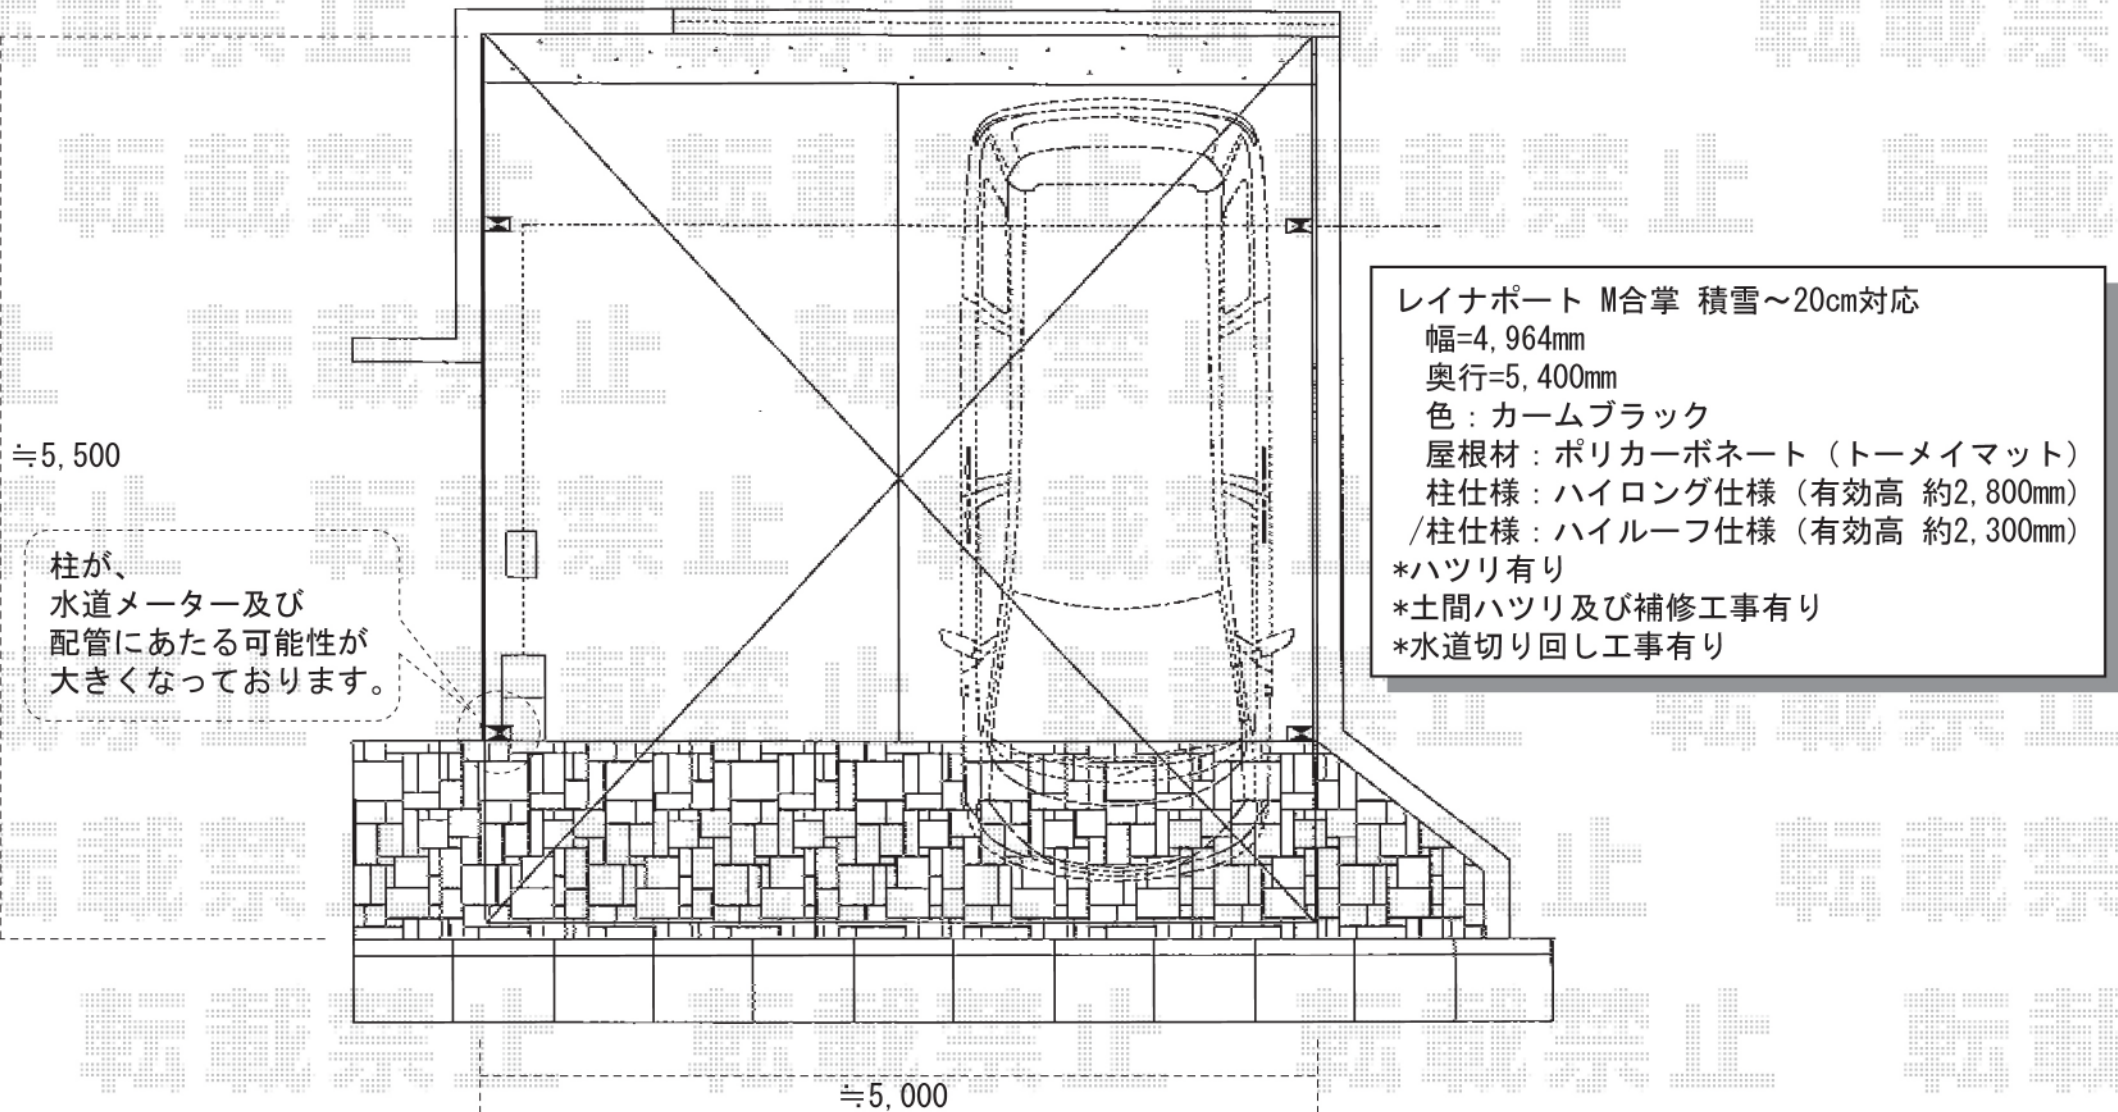 レイナポート M合掌 積雪～20cm対応
幅=4,964mm
奥行=5,400mm
色：カームブラック
屋根材：ポリカーボネート（トーメイマット）
柱仕様：ハイロング仕様（有効高 約2,800mm）
/柱仕様：ハイルーフ仕様（有効高 約2,300mm）
*ハツリ有り
*土間ハツリ及び補修工事有り
*水道切り回し工事有り
≒5,500
柱が、
水道メーター及び
配管にあたる可能性が
大きくなっております。
≒5,000
転載禁止